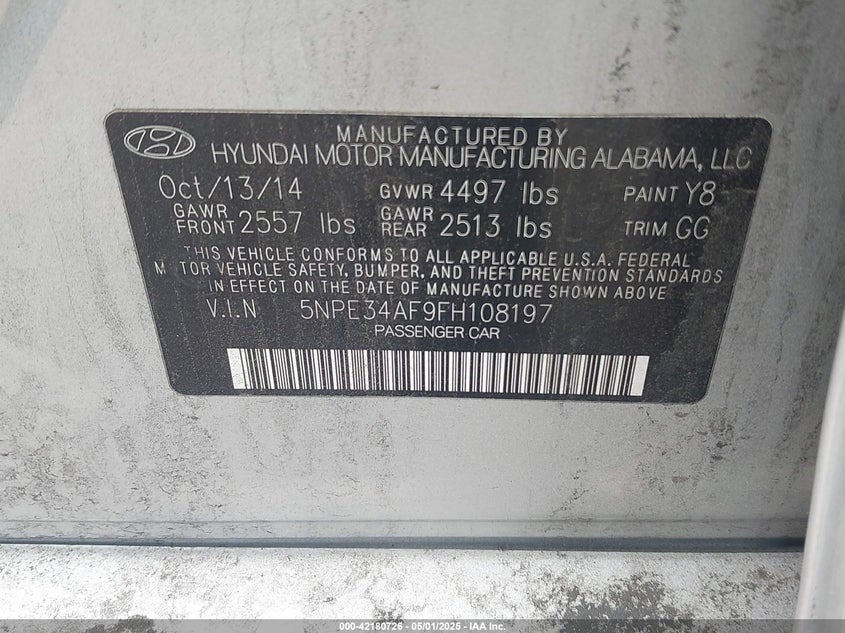 MANUFACTURED BY
HYUNDAI MOTOR MANUFACTURING ALABAMA, LLC
Oct/13/14 GVWR 4497 lbs PAINT Y8
GAWR FRONT 2557 lbs GAWR REAR 2513 lbs TRIM GG
THIS VEHICLE CONFORMS TO ALL APPLICABLE U.S.A. FEDERAL
M TOR VEHICLE SAFETY, BUMPER, AND THEFT PREVENTION STANDARDS
IN EFFECT ON THE DATE OF MANUFACTURE SHOWN ABOVE
V.I.N 5NPE34AF9FH108197
PASSENGER CAR
000-42180726 - 05/01/2025 - IAA Inc.